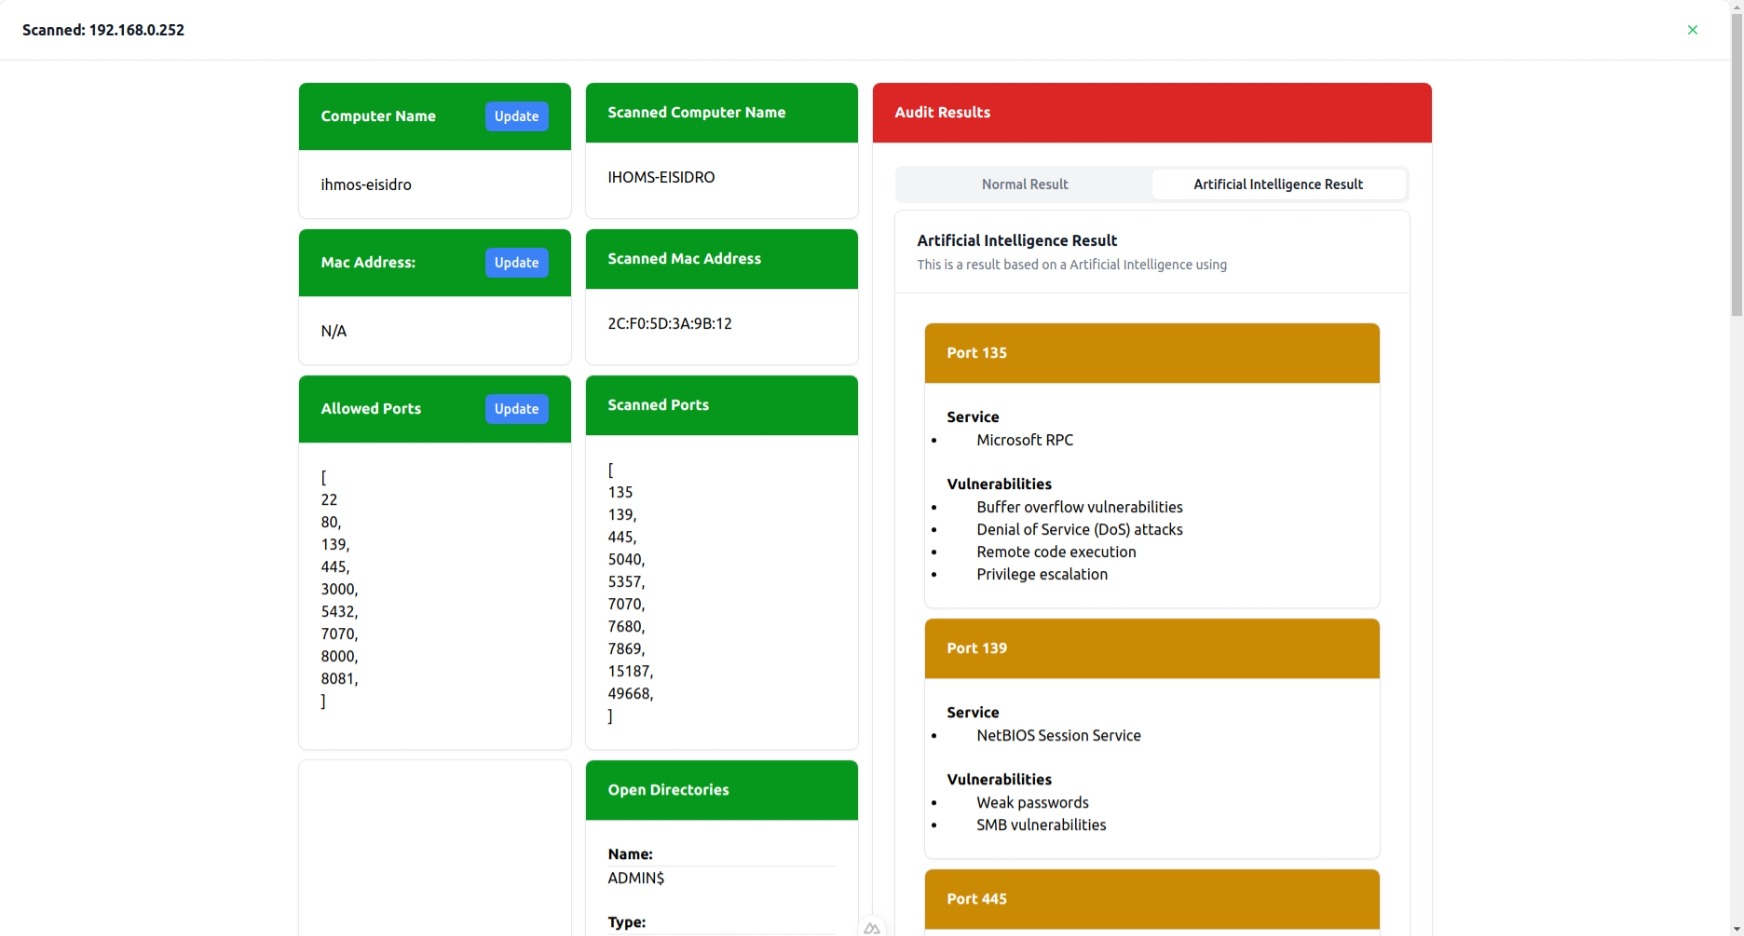 Scanned: 192.168.0.252
Computer Name
Update
ihmos-eisidro
Mac Address:
Update
N/A
Allowed Ports
Update
[
22
80,
139,
445,
3000,
5432,
7070,
8000,
8081,
]
Scanned Computer Name
IHOMS-EISIDRO
Scanned Mac Address
2C:F0:5D:3A:9B:12
Scanned Ports
[
135
139,
445,
5040,
5357,
7070,
7680,
7869,
15187,
49668,
]
Open Directories
Name:
ADMIN$
Type:
Audit Results
Normal Result
Artificial Intelligence Result
Artificial Intelligence Result
This is a result based on a Artificial Intelligence using
Port 135
Service
• Microsoft RPC
Vulnerabilities
• Buffer overflow vulnerabilities
• Denial of Service (DoS) attacks
• Remote code execution
• Privilege escalation
Port 139
Service
• NetBIOS Session Service
Vulnerabilities
• Weak passwords
• SMB vulnerabilities
Port 445